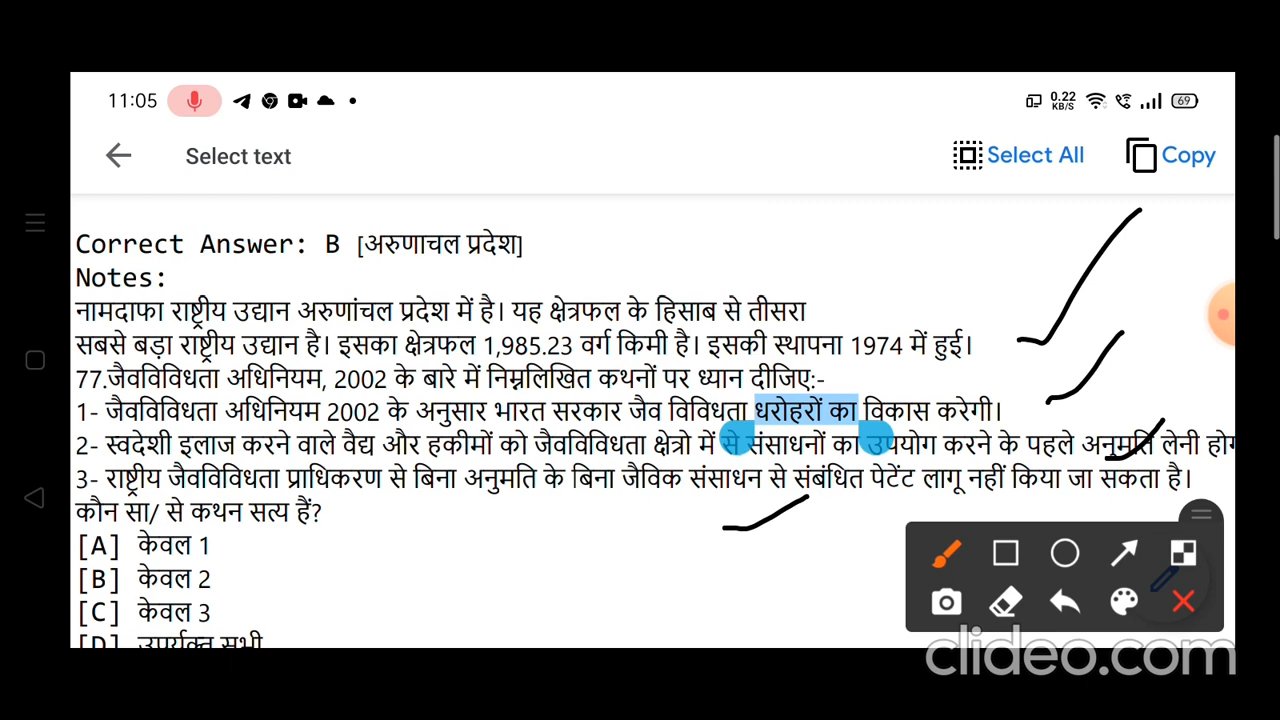 11:05 0.22 KB/S 69
Select text Select All Copy
Correct Answer: B [अरुणाचल प्रदेश]
Notes:
नामदाफा राष्ट्रीय उद्यान अरुणांचल प्रदेश में है। यह क्षेत्रफल के हिसाब से तीसरा
सबसे बड़ा राष्ट्रीय उद्यान है। इसका क्षेत्रफल 1,985.23 वर्ग किमी है। इसकी स्थापना 1974 में हुई।
77.जैवविविधता अधिनियम, 2002 के बारे में निम्नलिखित कथनों पर ध्यान दीजिए:-
1- जैवविविधता अधिनियम 2002 के अनुसार भारत सरकार जैव विविधता धरोहरों का विकास करेगी।
2- स्वदेशी इलाज करने वाले वैद्य और हकीमों को जैवविविधता क्षेत्रो में से संसाधनों का उपयोग करने के पहले अनुमति लेनी
3- राष्ट्रीय जैवविविधता प्राधिकरण से बिना अनुमति के बिना जैविक संसाधन से संबंधित पेटेंट लागू नहीं किया जा सकता है।
कौन सा/ से कथन सत्य हैं?
[A] केवल 1
[B] केवल 2
[C] केवल 3
[D] उपर्युक्त सभी
clideo.com